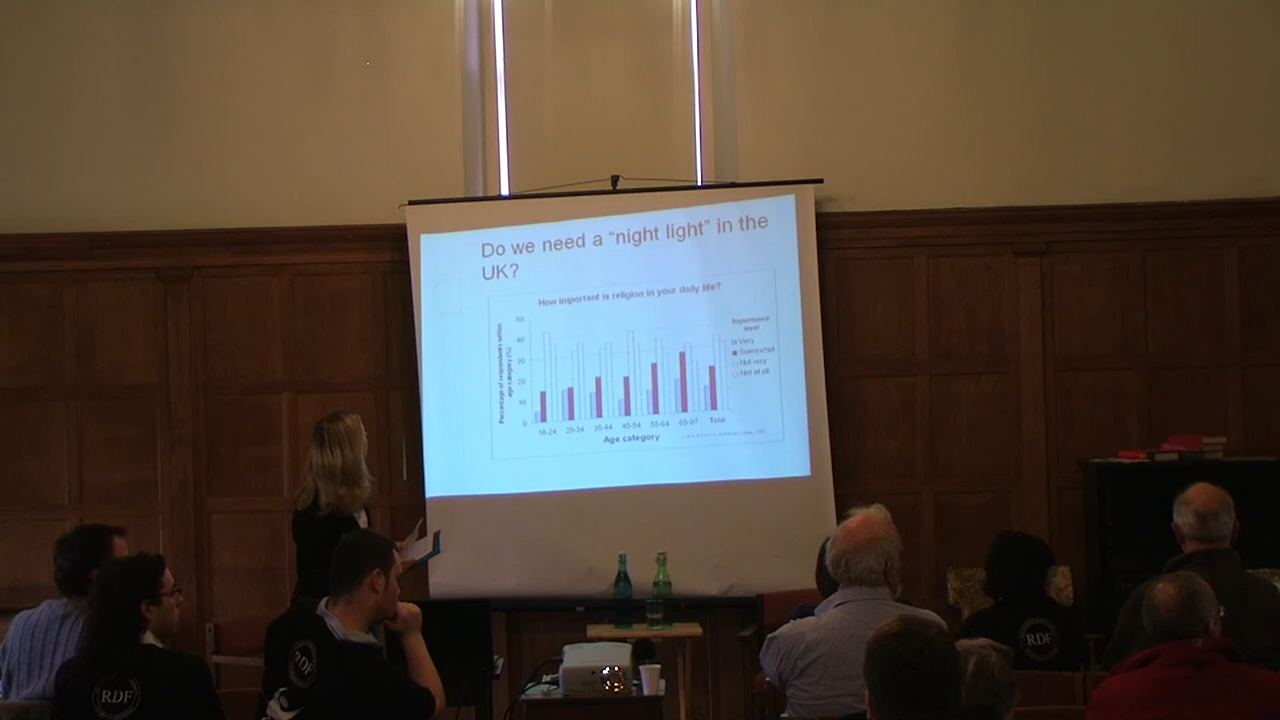 Do we need a “night light” in the
UK?
How important is religion in your daily life?
Percentage of respondents within
age category (%)
50
40
30
20
10
0
18-24 25-34 35-44 45-54 55-64 65-97 Total
Age category
Importance
level
Very
Somewhat
Not very
Not at all
RDF
RDF
RDF